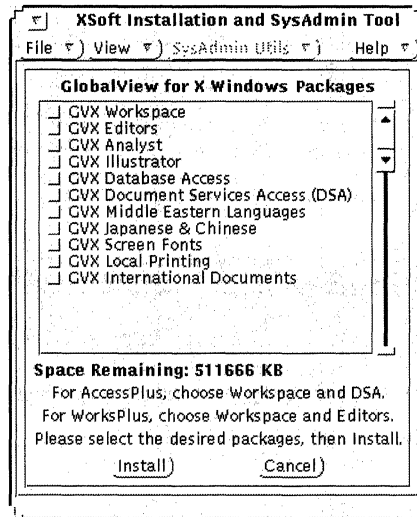 XSoft Installation and SysAdmin Tool
File View SysAdmin Utils Help
GlobalView for X Windows Packages
GVX Workspace
GVX Editors
GVX Analyst
GVX Illustrator
GVX Database Access
GVX Document Services Access (DSA)
GVX Middle Eastern Languages
GVX Japanese & Chinese
GVX Screen Fonts
GVX Local Printing
GVX International Documents
Space Remaining: 511666 KB
For AccessPlus, choose Workspace and DSA.
For WorksPlus, choose Workspace and Editors.
Please select the desired packages, then Install.
Install Cancel